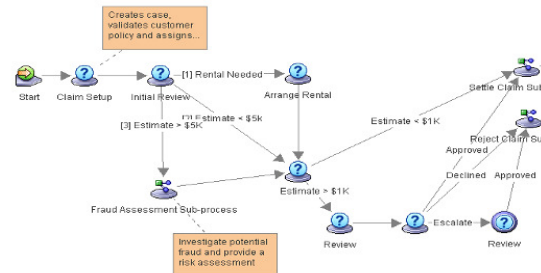 Creates case,
validates customer
policy and assigns...
Start
Claim Setup
Initial Review
[1] Rental Needed
Arrange Rental
Settle Claim Sub
[3] Estimate > $5K
Estimate < $5k
Estimate < $1K
Reject Claim Su
Approved
Fraud Assessment Sub-process
Estimate > $1K
Declined
Approved
Review
Escalate
Review
Investigate potential
fraud and provide a
risk assessment